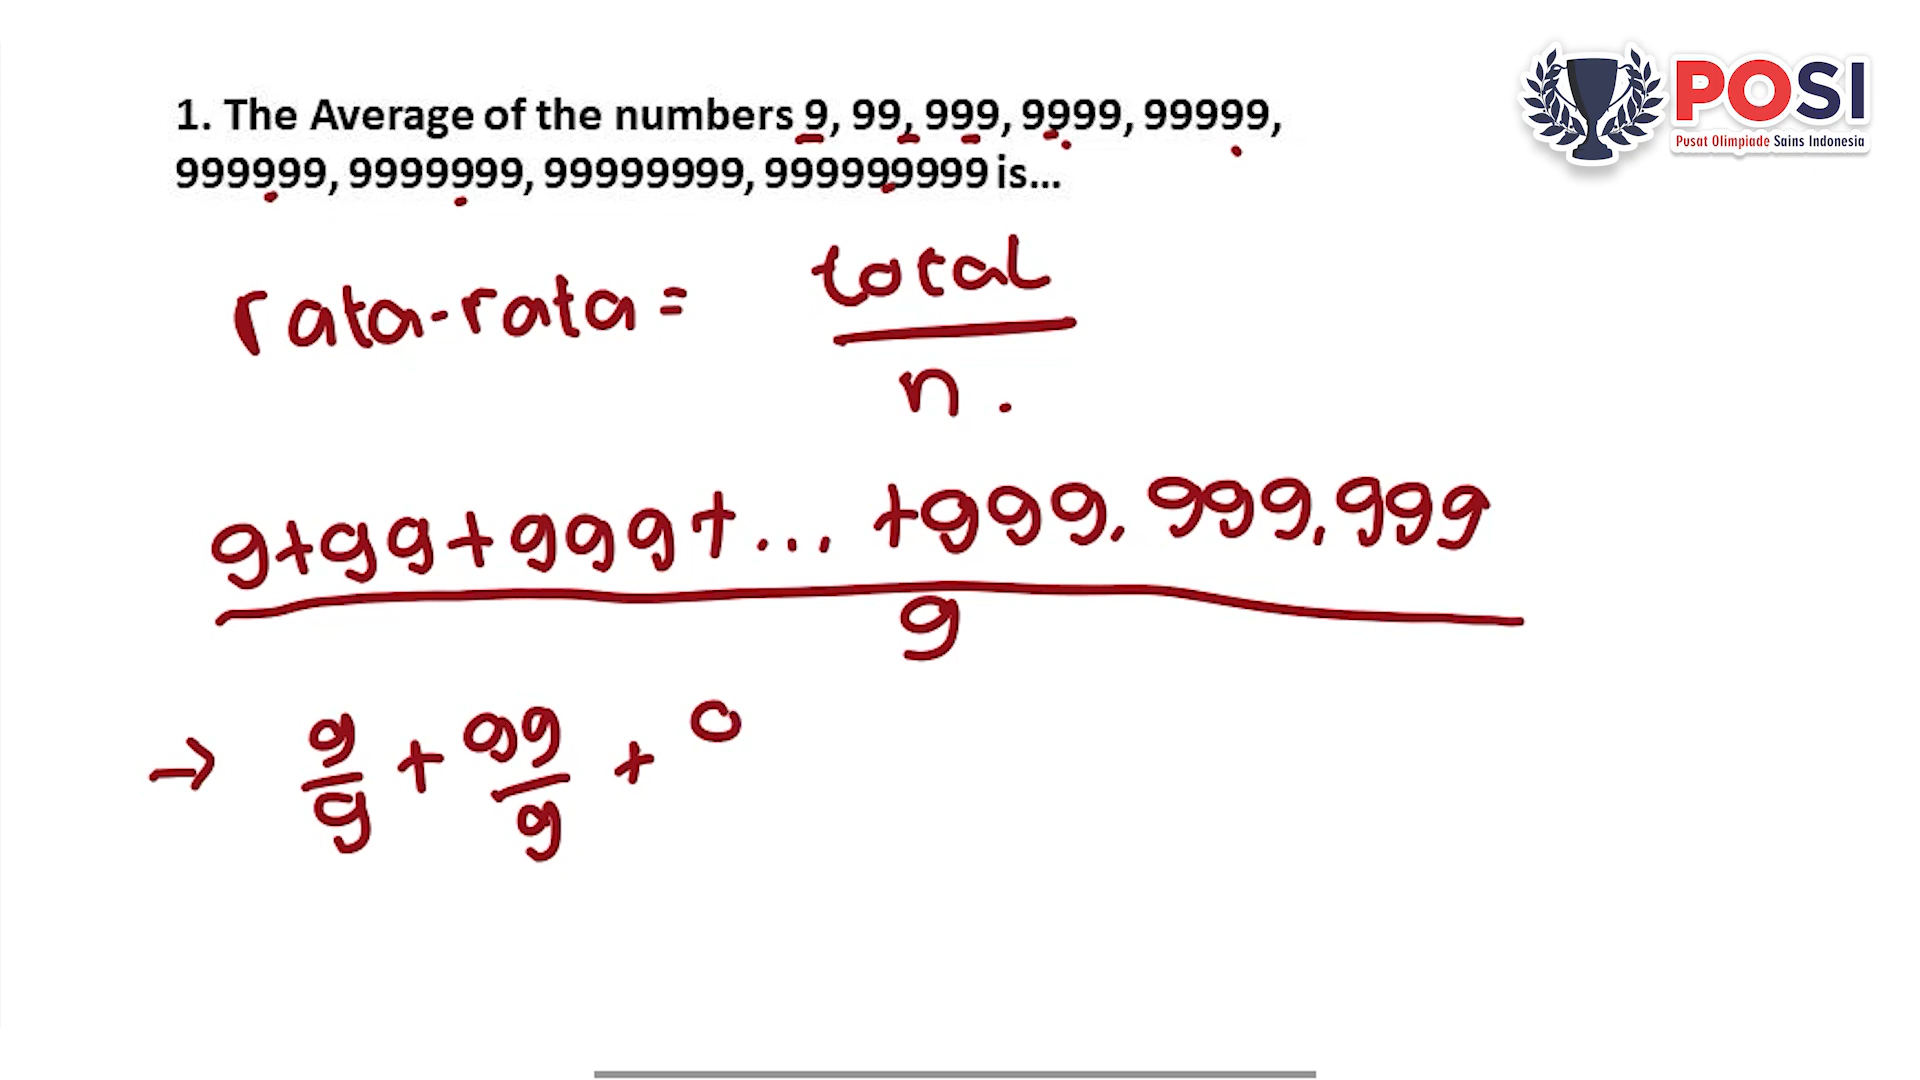 POSI
Pusat Olimpiade Sains Indonesia
1. The Average of the numbers 9, 99, 999, 9999, 99999,
999999, 9999999, 99999999, 999999999 is...
rata-rata = total
n.
9+99+999+... +999,999,999
9
→ 9/9 + 99/9 + 0